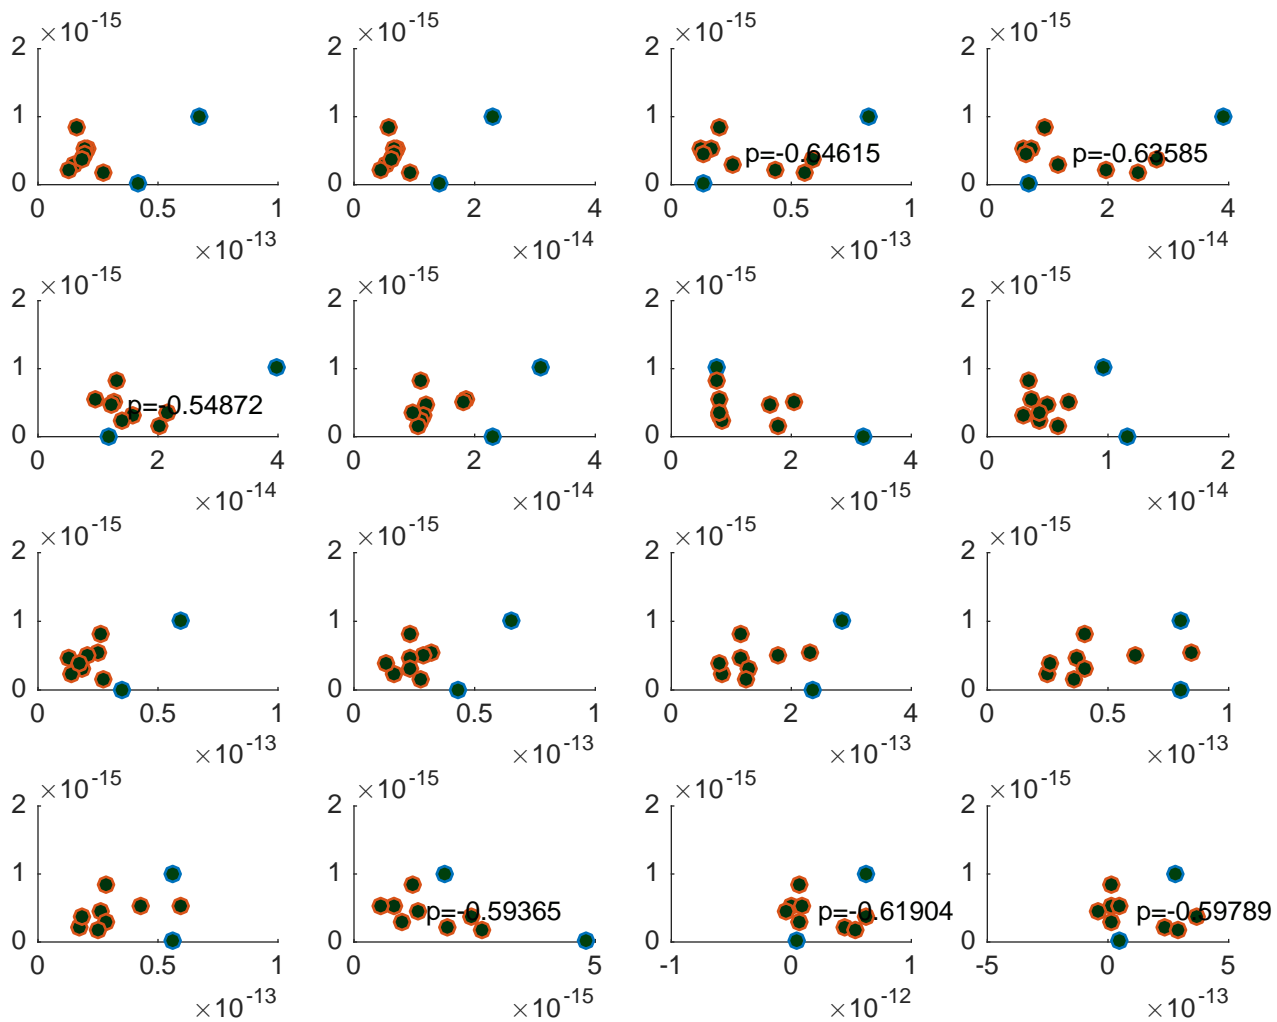 ×10-15 ×10-15 ×10-15 ×10-15
2 2 2 2
1 1 1 1
p=-0.64615 p=-0.63585
0 0 0 0
0 0.5 1 0 2 4 0 0.5 1 0 2 4
×10-13 ×10-14 ×10-13 ×10-14
×10-15 ×10-15 ×10-15 ×10-15
2 2 2 2
1 1 1 1
p=-0.54872
0 0 0 0
0 2 4 0 2 4 0 2 4 0 1 2
×10-14 ×10-14 ×10-15 ×10-14
×10-15 ×10-15 ×10-15 ×10-15
2 2 2 2
1 1 1 1
0 0 0 0
0 0.5 1 0 0.5 1 0 2 4 0 0.5 1
×10-13 ×10-13 ×10-13 ×10-13
×10-15 ×10-15 ×10-15 ×10-15
2 2 2 2
1 1 1 1
p=-0.59365 p=-0.61904 p=-0.59789
0 0 0 0
0 0.5 1 0 5 -1 0 1 -5 0 5
×10-13 ×10-15 ×10-12 ×10-13